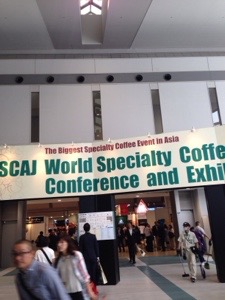 The Biggest Specialty Coffee Event in Asia
SCAJ World Specialty Coffe
Conference and Exhi